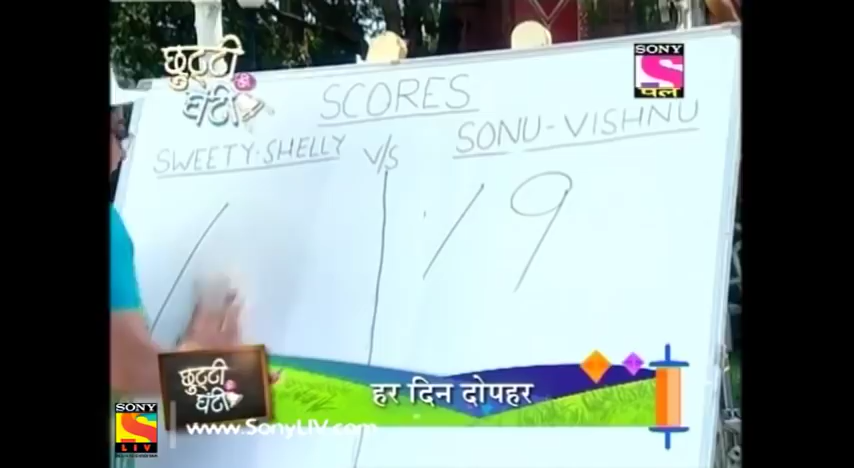 छुट्टी
की
घंटी
SONY
S
पल
SCORES
SWEETY-SHELLY V/S SONU-VISHNU
19
छुट्टी
की
घंटी
हर दिन दोपहर
SONY
S
LIV
www.SonyLIV.com